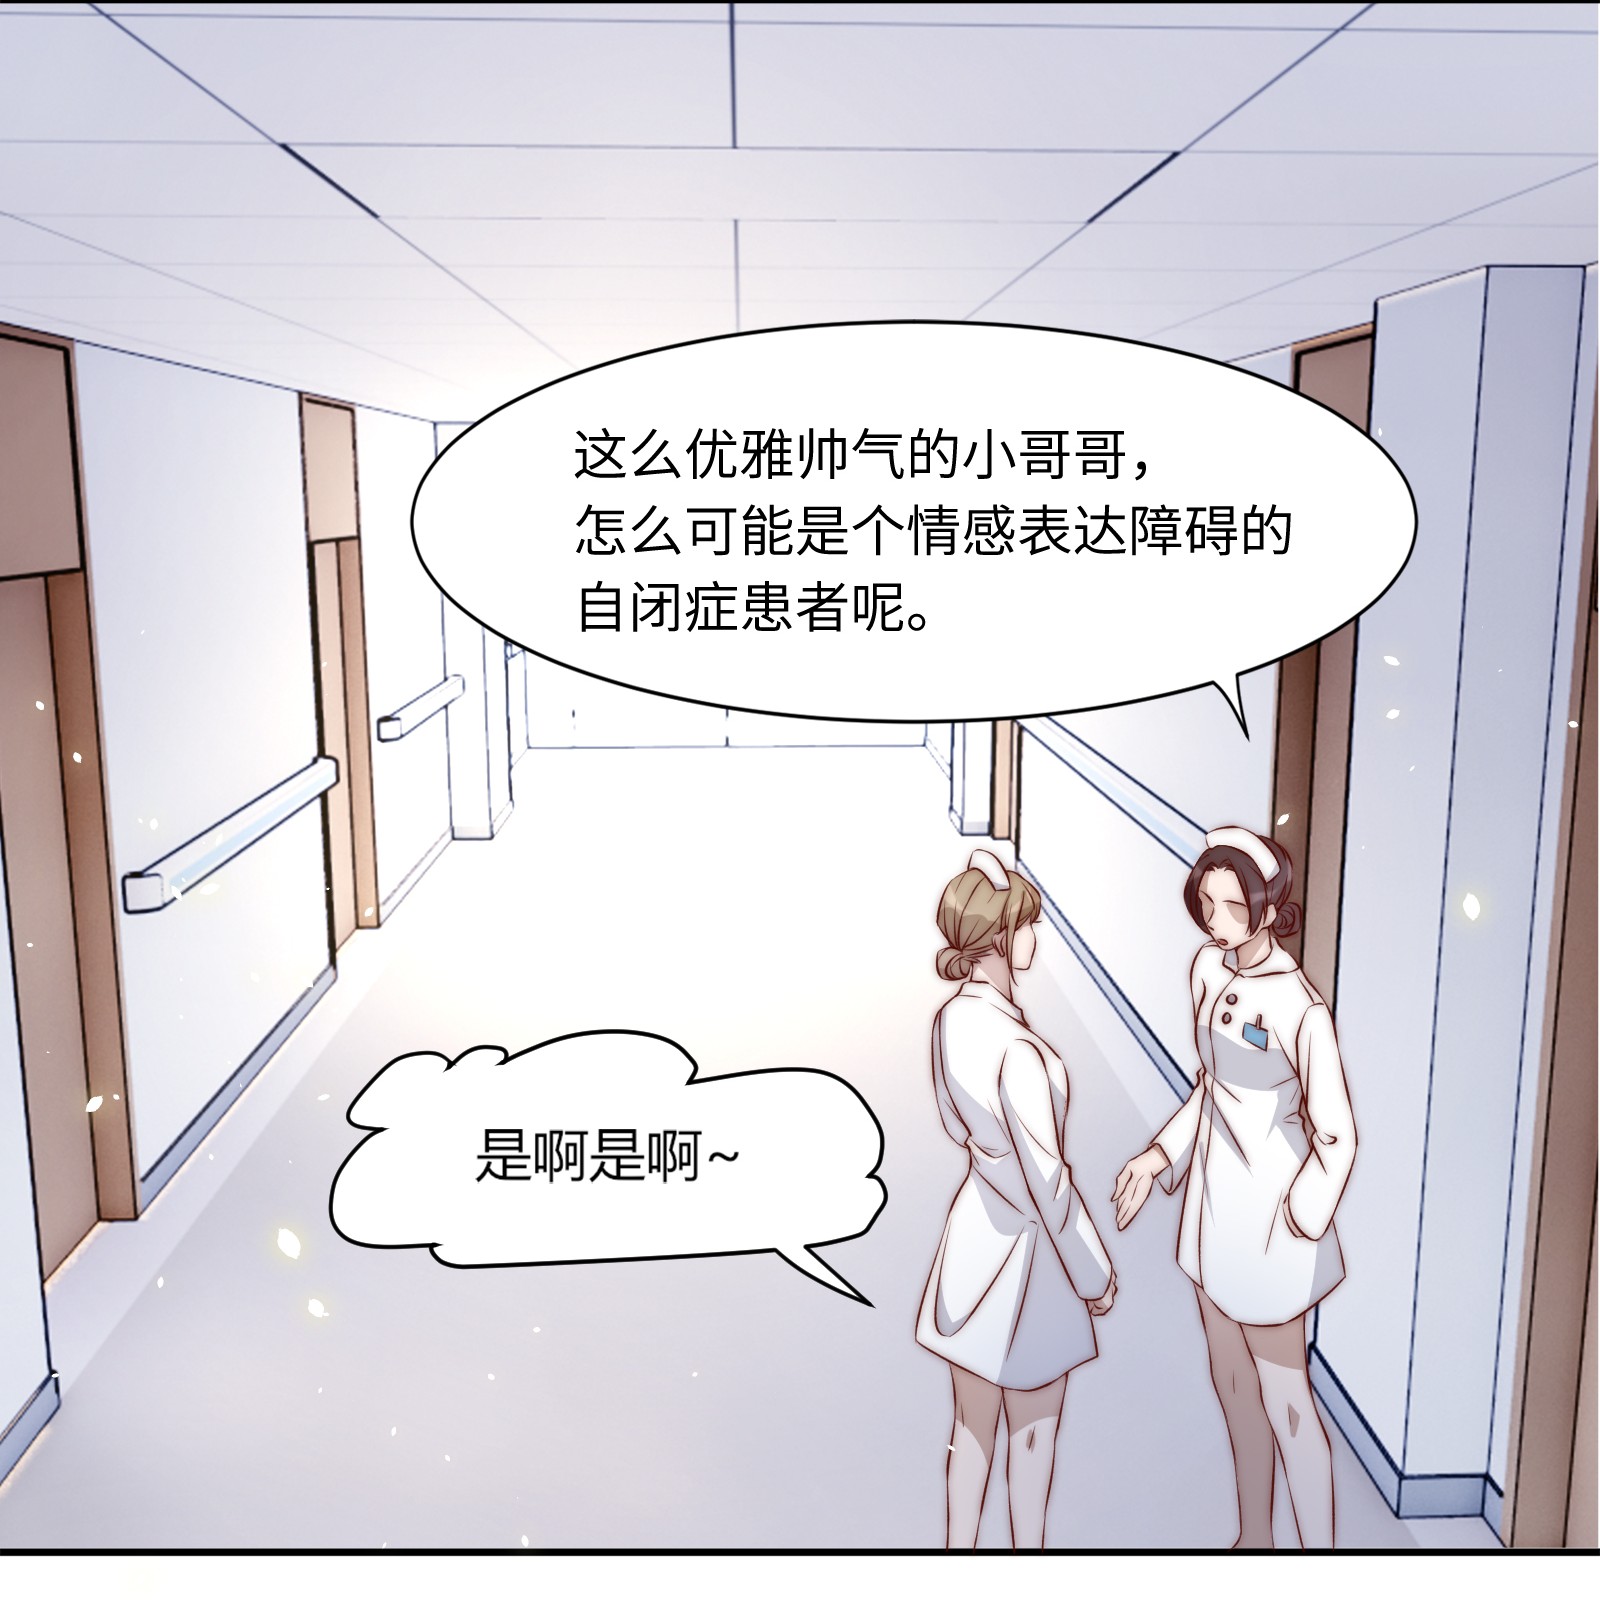 这么优雅帅气的小哥哥，
怎么可能是个情感表达障碍的
自闭症患者呢。
是啊是啊~